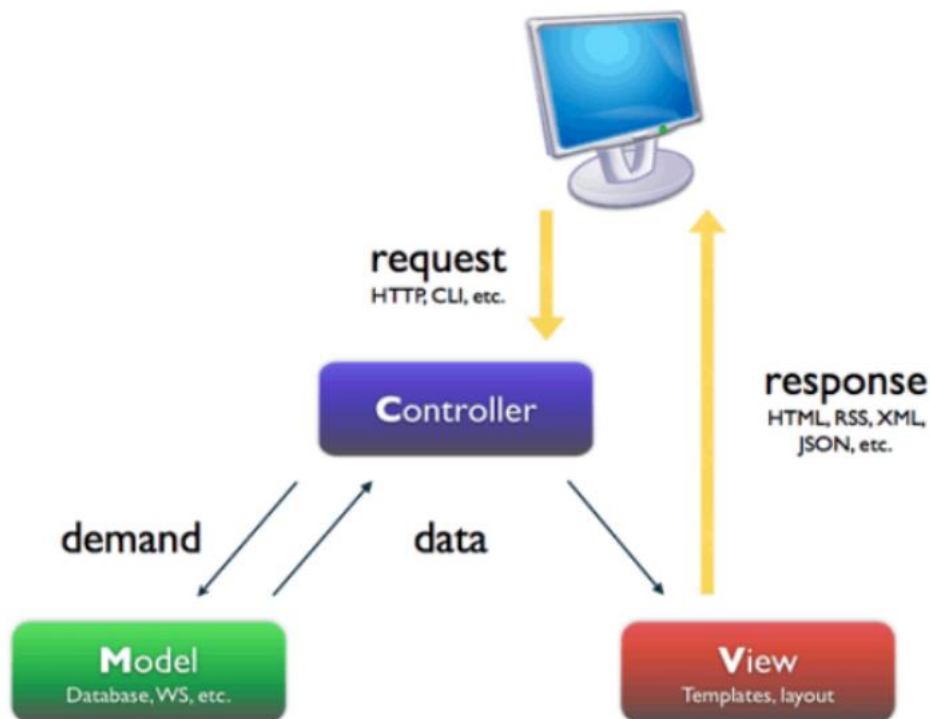 request
HTTP, CLI, etc.
Controller
response
HTML, RSS, XML,
JSON, etc.
demand
data
Model
Database, WS, etc.
View
Templates, layout